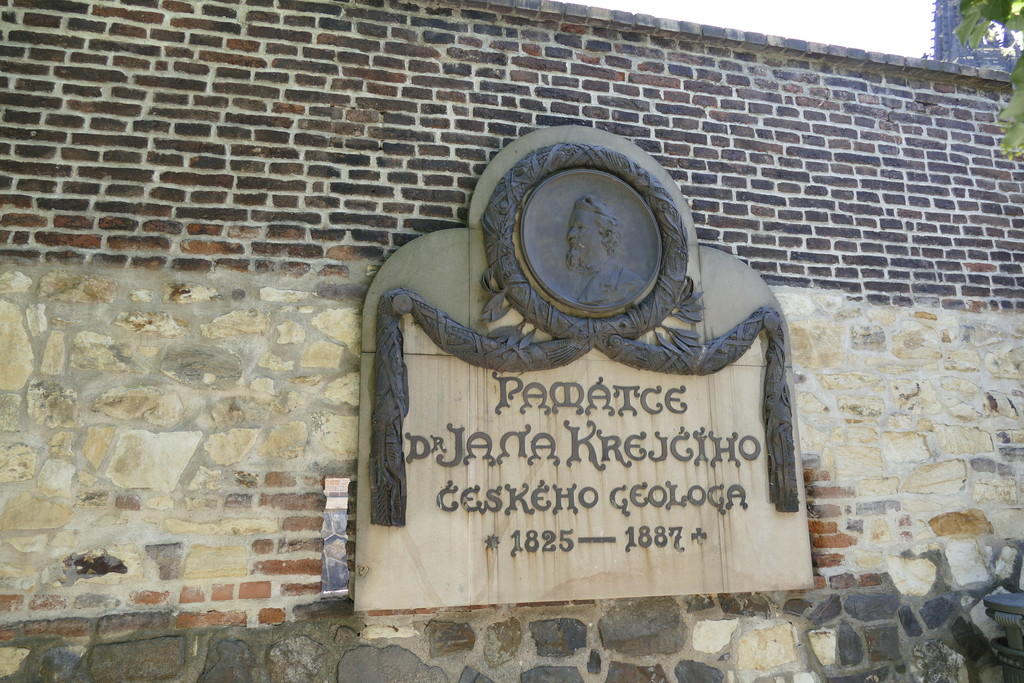 PAMÁTCE
DR JANA KREJČÍHO
ČESKÉHO GEOLOGA
* 1825 — 1887 +